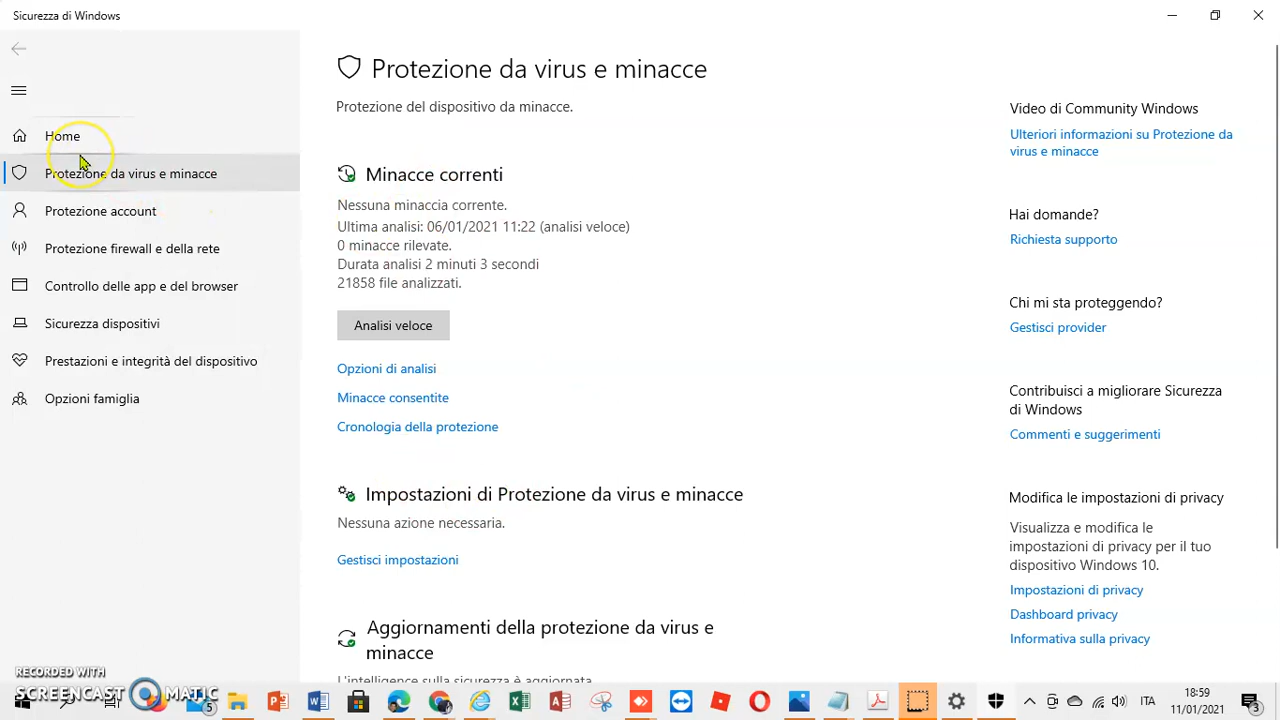 Sicurezza di Windows
Home
Protezione da virus e minacce
Protezione account
Protezione firewall e della rete
Controllo delle app e del browser
Sicurezza dispositivi
Prestazioni e integrità del dispositivo
Opzioni famiglia
Protezione da virus e minacce
Protezione del dispositivo da minacce.
Minacce correnti
Nessuna minaccia corrente.
Ultima analisi: 06/01/2021 11:22 (analisi veloce)
0 minacce rilevate.
Durata analisi 2 minuti 3 secondi
21858 file analizzati.
Analisi veloce
Opzioni di analisi
Minacce consentite
Cronologia della protezione
Impostazioni di Protezione da virus e minacce
Nessuna azione necessaria.
Gestisci impostazioni
Aggiornamenti della protezione da virus e
minacce
L'intelligence sulla sicurezza è aggiornata.
Video di Community Windows
Ulteriori informazioni su Protezione da
virus e minacce
Hai domande?
Richiesta supporto
Chi mi sta proteggendo?
Gestisci provider
Contribuisci a migliorare Sicurezza
di Windows
Commenti e suggerimenti
Modifica le impostazioni di privacy
Visualizza e modifica le
impostazioni di privacy per il tuo
dispositivo Windows 10.
Impostazioni di privacy
Dashboard privacy
Informativa sulla privacy
RECORDED WITH
SCREENCAST MATIC
5
ITA
18:59
11/01/2021
3